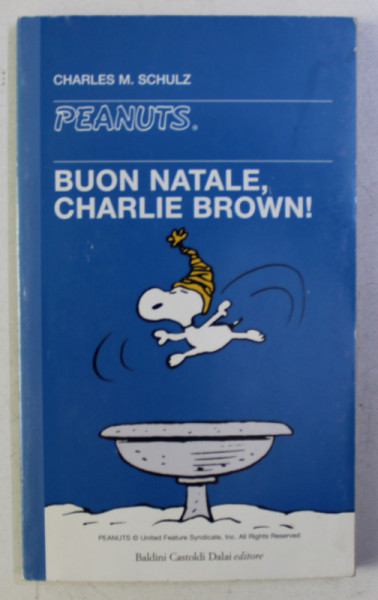 CHARLES M. SCHULZ
PEANUTS®
BUON NATALE,
CHARLIE BROWN!
PEANUTS © United Feature Syndicate, Inc. All Rights Reserved
Baldini Castoldi Dalai editore